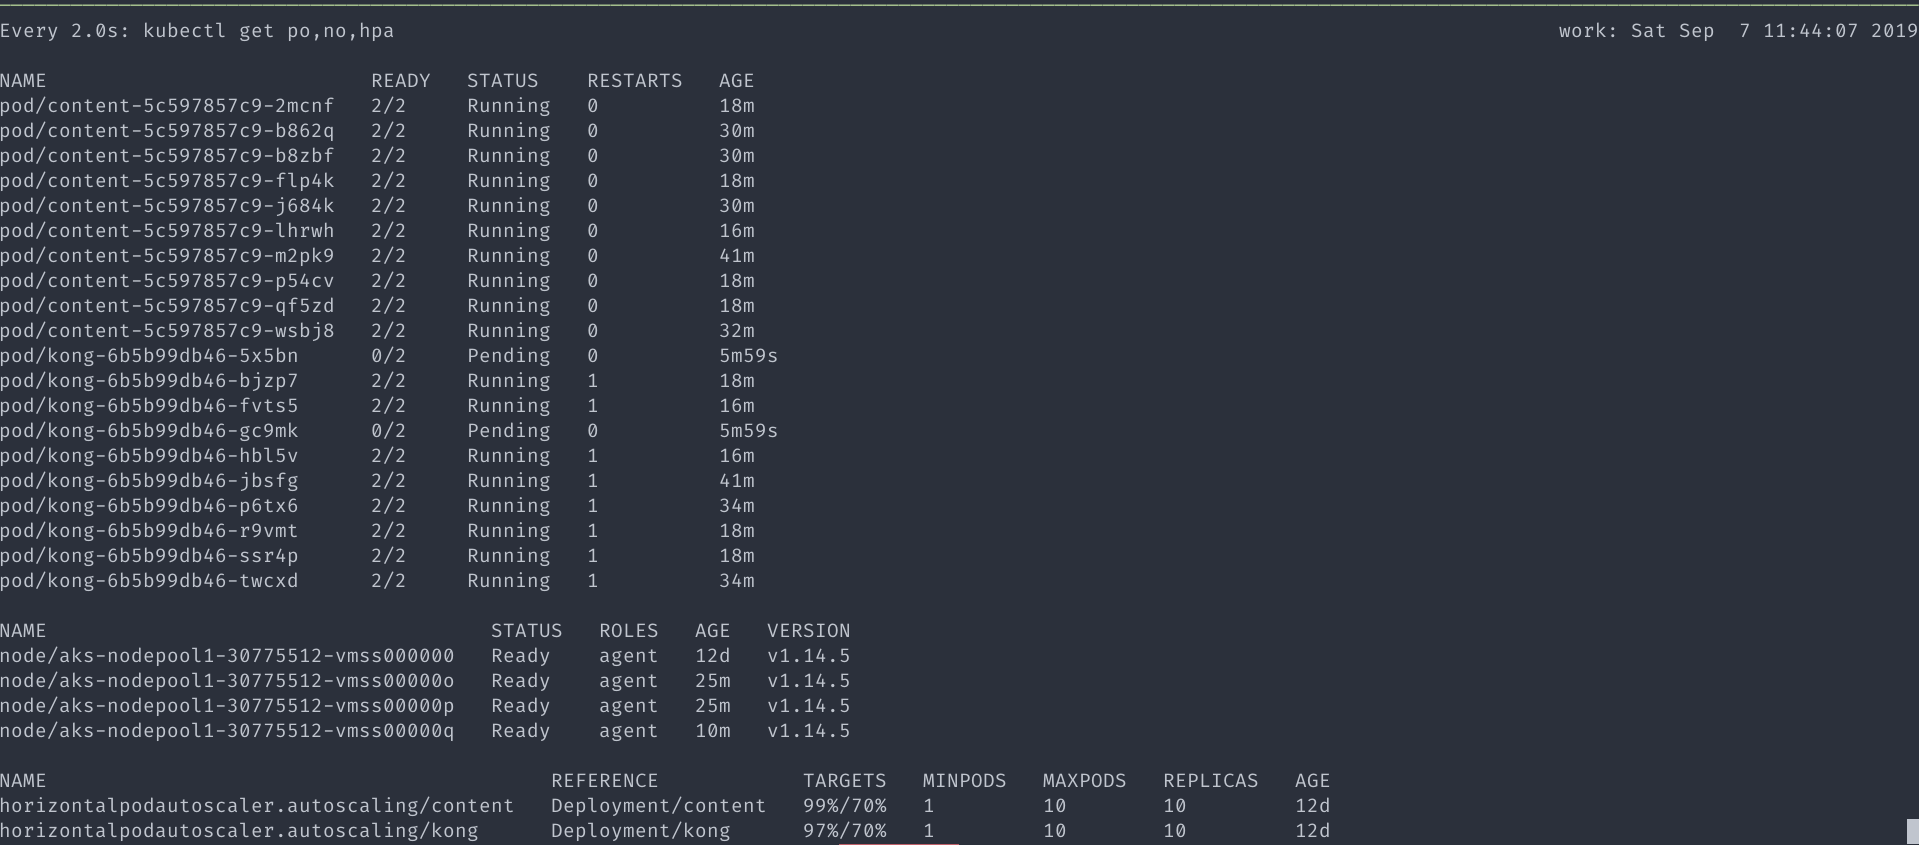 Every 2.0s: kubectl get po,no,hpa work: Sat Sep  7 11:44:07 2019
NAME READY STATUS RESTARTS AGE
pod/content-5c597857c9-2mcnf 2/2 Running 0 18m
pod/content-5c597857c9-b862q 2/2 Running 0 30m
pod/content-5c597857c9-b8zbf 2/2 Running 0 30m
pod/content-5c597857c9-flp4k 2/2 Running 0 18m
pod/content-5c597857c9-j684k 2/2 Running 0 30m
pod/content-5c597857c9-lhrwh 2/2 Running 0 16m
pod/content-5c597857c9-m2pk9 2/2 Running 0 41m
pod/content-5c597857c9-p54cv 2/2 Running 0 18m
pod/content-5c597857c9-qf5zd 2/2 Running 0 18m
pod/content-5c597857c9-wsbj8 2/2 Running 0 32m
pod/kong-6b5b99db46-5x5bn 0/2 Pending 0 5m59s
pod/kong-6b5b99db46-bjzp7 2/2 Running 1 18m
pod/kong-6b5b99db46-fvts5 2/2 Running 1 16m
pod/kong-6b5b99db46-gc9mk 0/2 Pending 0 5m59s
pod/kong-6b5b99db46-hbl5v 2/2 Running 1 16m
pod/kong-6b5b99db46-jbsfg 2/2 Running 1 41m
pod/kong-6b5b99db46-p6tx6 2/2 Running 1 34m
pod/kong-6b5b99db46-r9vmt 2/2 Running 1 18m
pod/kong-6b5b99db46-ssr4p 2/2 Running 1 18m
pod/kong-6b5b99db46-twcxd 2/2 Running 1 34m
NAME STATUS ROLES AGE VERSION
node/aks-nodepool1-30775512-vmss000000 Ready agent 12d v1.14.5
node/aks-nodepool1-30775512-vmss00000o Ready agent 25m v1.14.5
node/aks-nodepool1-30775512-vmss00000p Ready agent 25m v1.14.5
node/aks-nodepool1-30775512-vmss00000q Ready agent 10m v1.14.5
NAME REFERENCE TARGETS MINPODS MAXPODS REPLICAS AGE
horizontalpodautoscaler.autoscaling/content Deployment/content 99%/70% 1 10 10 12d
horizontalpodautoscaler.autoscaling/kong Deployment/kong 97%/70% 1 10 10 12d